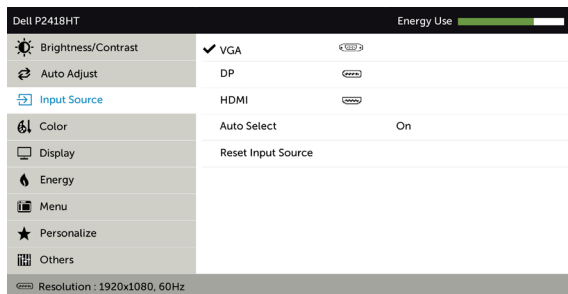 Dell P2418HT Energy Use
Brightness/Contrast
Auto Adjust
Input Source
Color
Display
Energy
Menu
Personalize
Others
VGA
DP
HDMI
Auto Select On
Reset Input Source
Resolution : 1920x1080, 60Hz